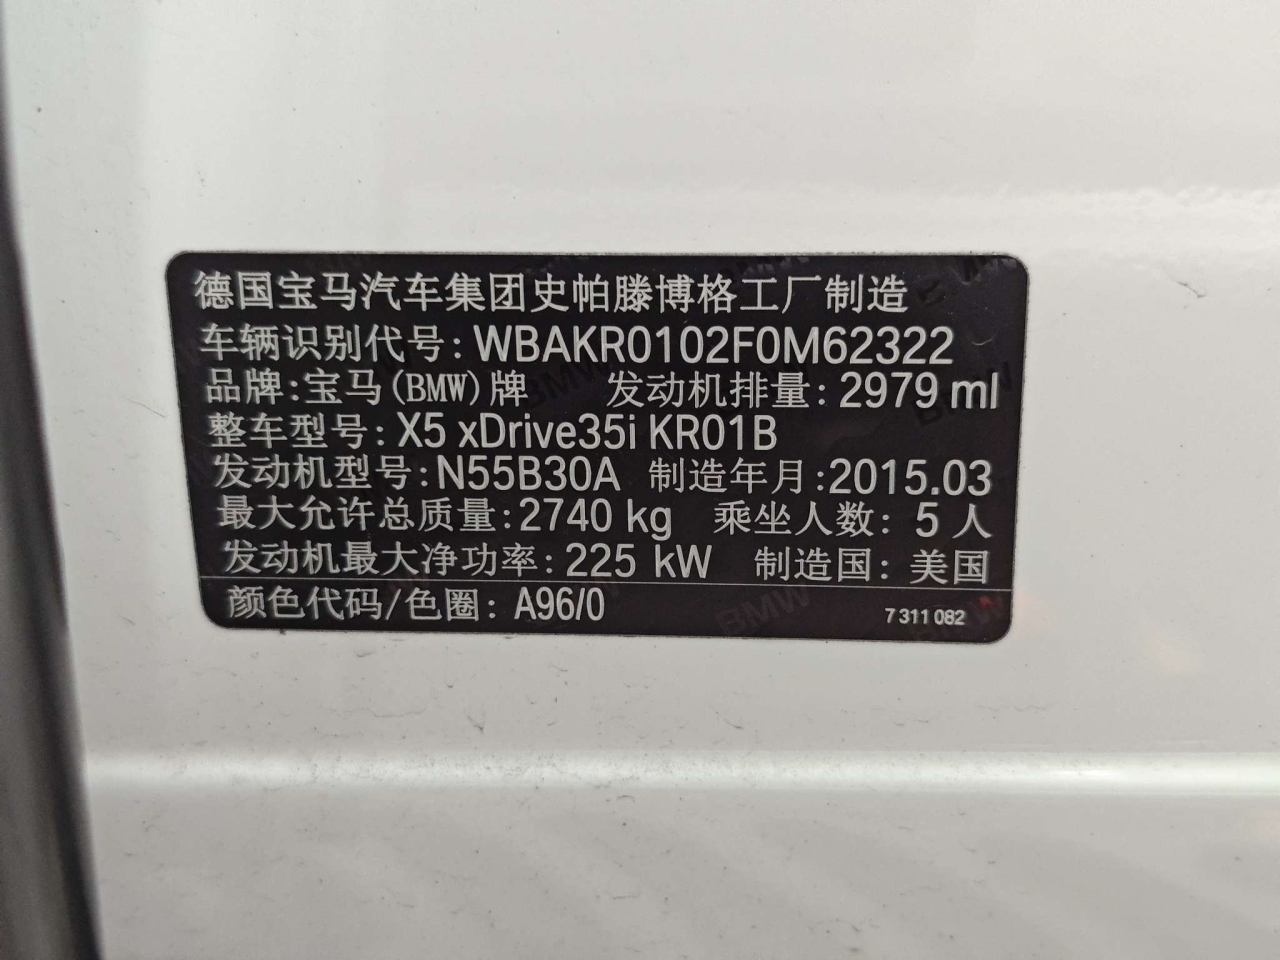 德国宝马汽车集团史帕滕博格工厂制造
车辆识别代号: WBAKR0102F0M62322
品牌:宝马(BMW)牌 发动机排量: 2979 ml
整车型号: X5 xDrive35i KR01B
发动机型号: N55B30A 制造年月: 2015.03
最大允许总质量: 2740 kg 乘坐人数: 5 人
发动机最大净功率: 225 kW 制造国: 美国
颜色代码/色圈: A96/0 7 311 082